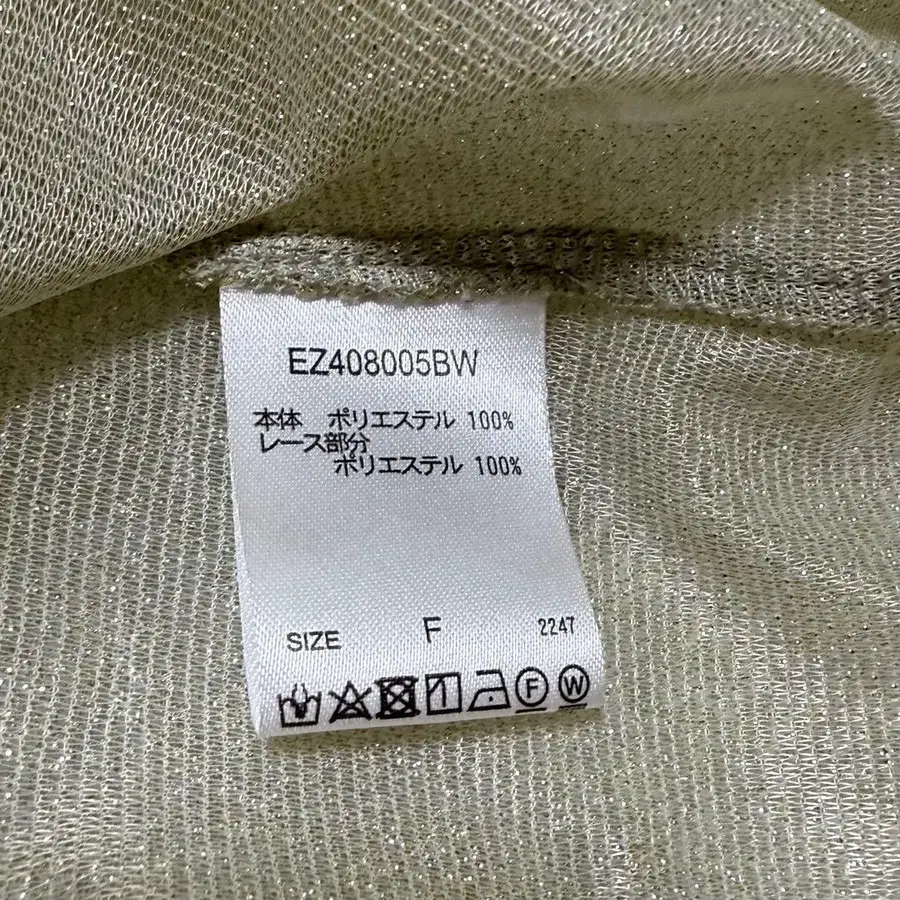 EZ408005BW
本体 ポリエステル 100%
レース部分
ポリエステル 100%
SIZE F 2247
F W